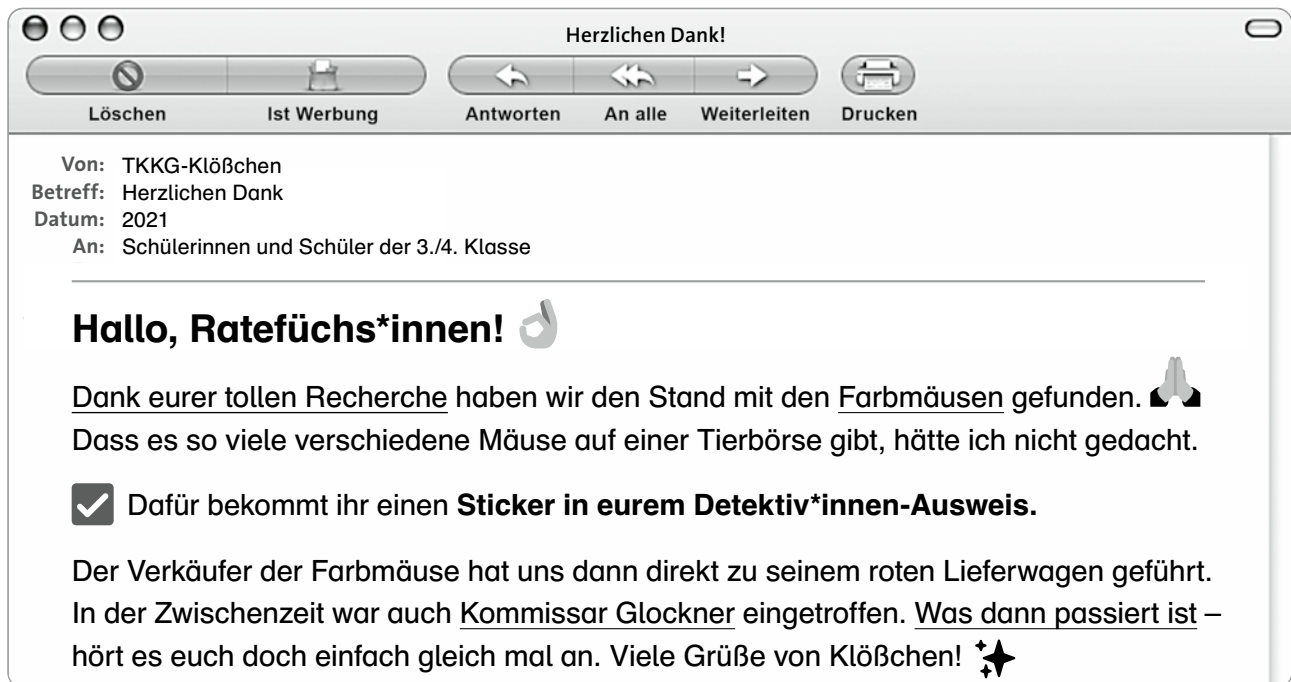 Herzlichen Dank!
Löschen Ist Werbung Antworten An alle Weiterleiten Drucken
Von: TKKG-Klößchen
Betreff: Herzlichen Dank
Datum: 2021
An: Schülerinnen und Schüler der 3./4. Klasse
Hallo, Ratefüchs*innen!
Dank eurer tollen Recherche haben wir den Stand mit den Farbmäusen gefunden.
Dass es so viele verschiedene Mäuse auf einer Tierbörse gibt, hätte ich nicht gedacht.
Dafür bekommt ihr einen Sticker in eurem Detektiv*innen-Ausweis.
Der Verkäufer der Farbmäuse hat uns dann direkt zu seinem roten Lieferwagen geführt.
In der Zwischenzeit war auch Kommissar Glockner eingetroffen. Was dann passiert ist –
hört es euch doch einfach gleich mal an. Viele Grüße von Klößchen!